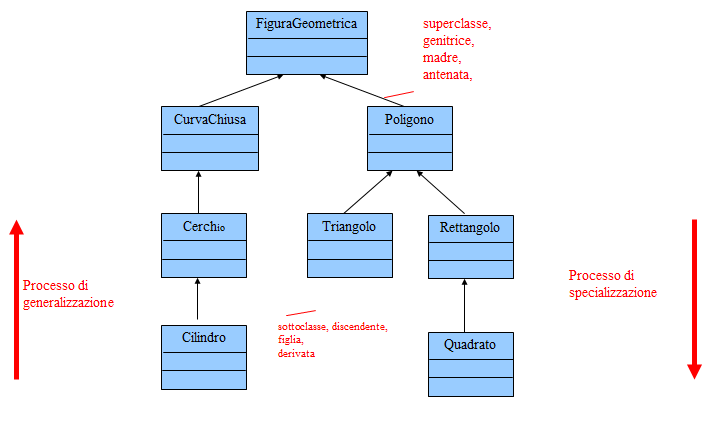 FiguraGeometrica
superclasse,
genitrice,
madre,
antenata,
CurvaChiusa
Poligono
Cerchio
Triangolo
Rettangolo
Processo di
generalizzazione
Processo di
specializzazione
sottoclasse, discendente,
figlia,
derivata
Cilindro
Quadrato